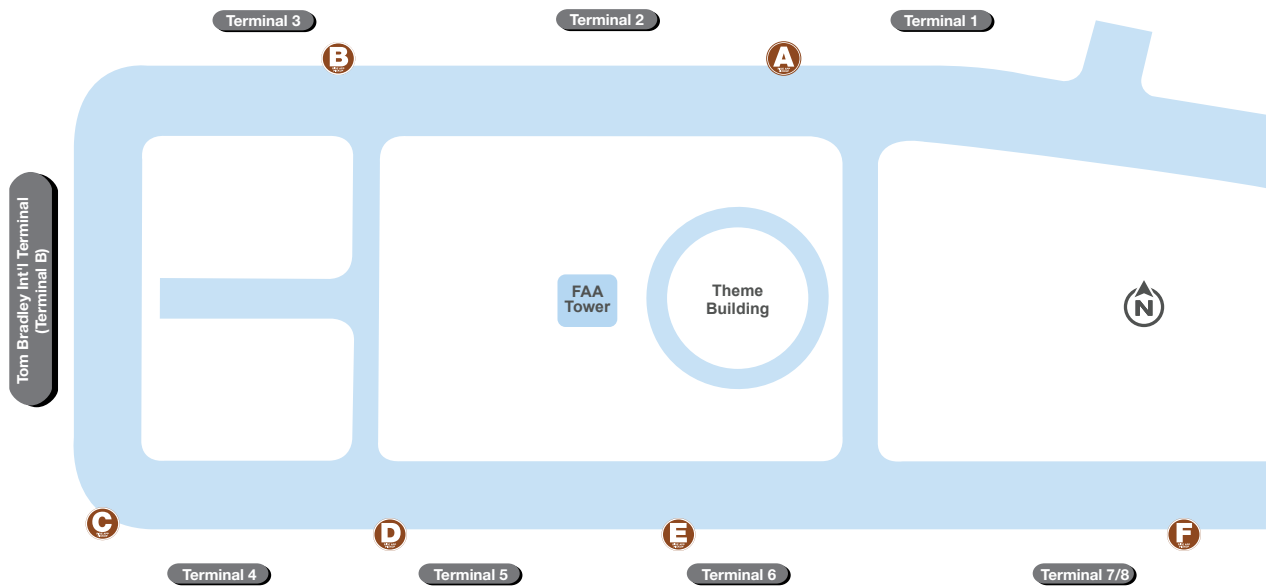 Terminal 3
Terminal 2
Terminal 1
B
A
Tom Bradley Int'l Terminal
(Terminal B)
FAA
Tower
Theme
Building
N
C
D
E
F
Terminal 4
Terminal 5
Terminal 6
Terminal 7/8